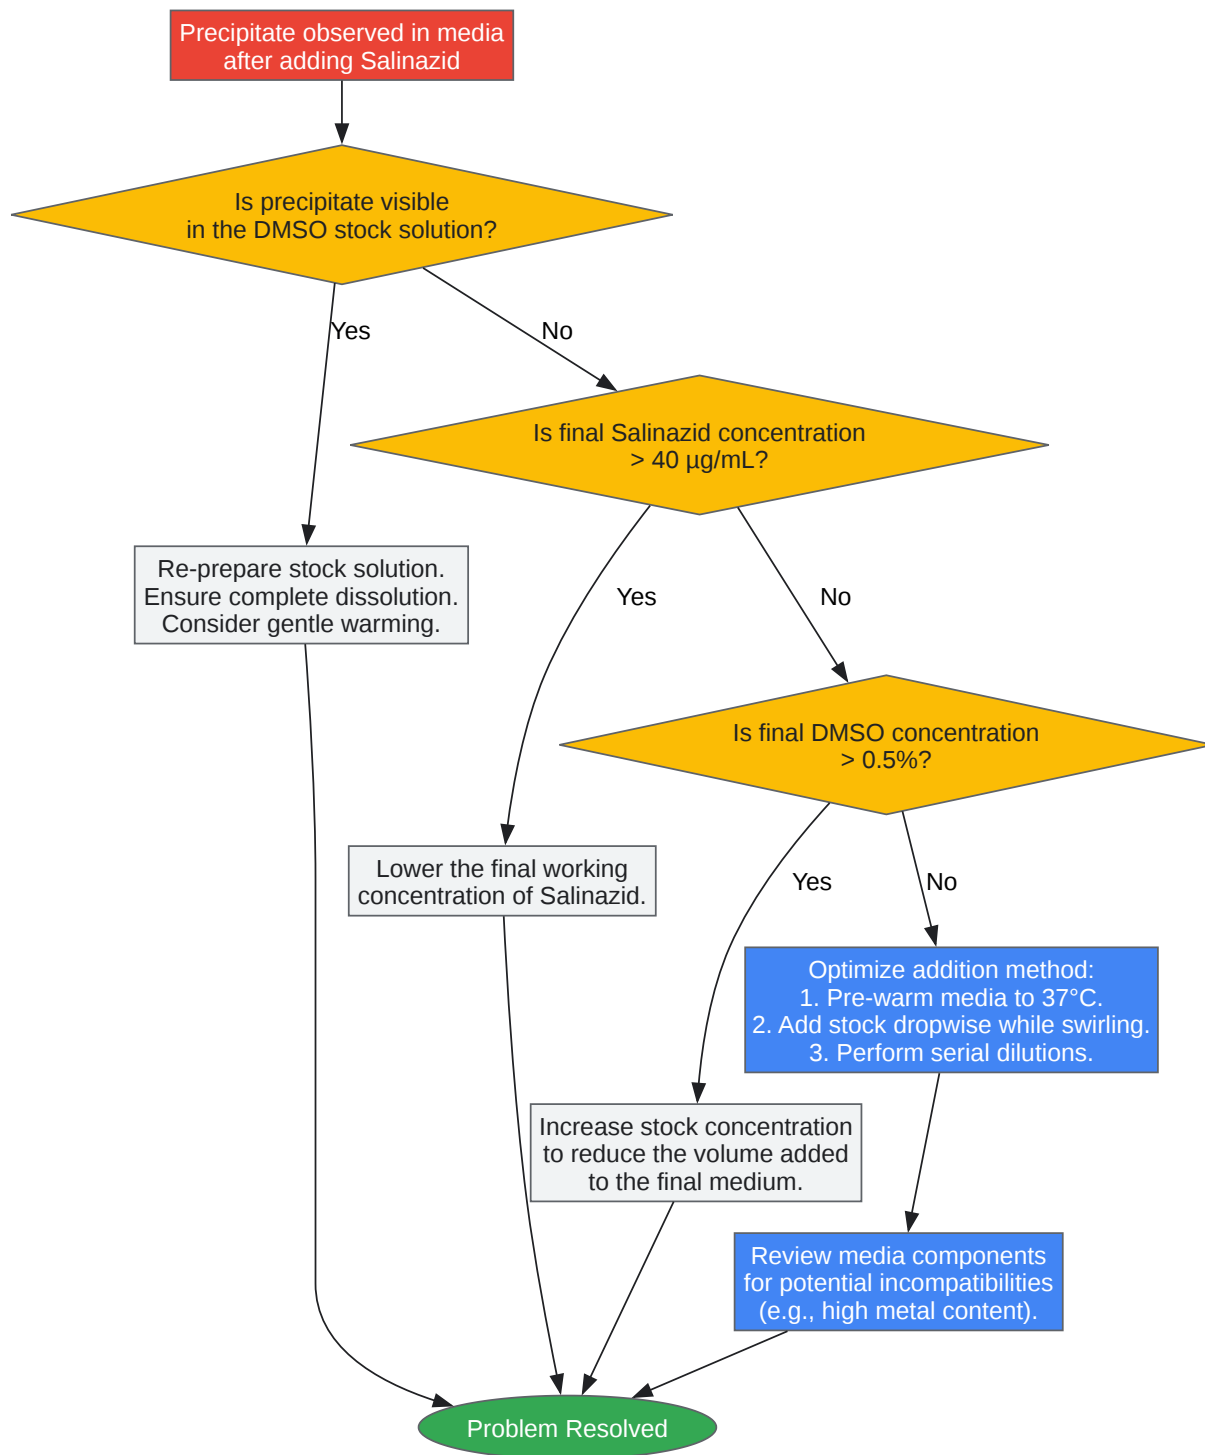 Precipitate observed in media
after adding Salinazid
Is precipitate visible
in the DMSO stock solution?
Yes
No
Is final Salinazid concentration
> 40 µg/mL?
Re-prepare stock solution.
Ensure complete dissolution.
Consider gentle warming.
Yes
No
Is final DMSO concentration
> 0.5%?
Lower the final working
concentration of Salinazid.
Yes
No
Optimize addition method:
1. Pre-warm media to 37°C.
2. Add stock dropwise while swirling.
3. Perform serial dilutions.
Increase stock concentration
to reduce the volume added
to the final medium.
Review media components
for potential incompatibilities
(e.g., high metal content).
Problem Resolved